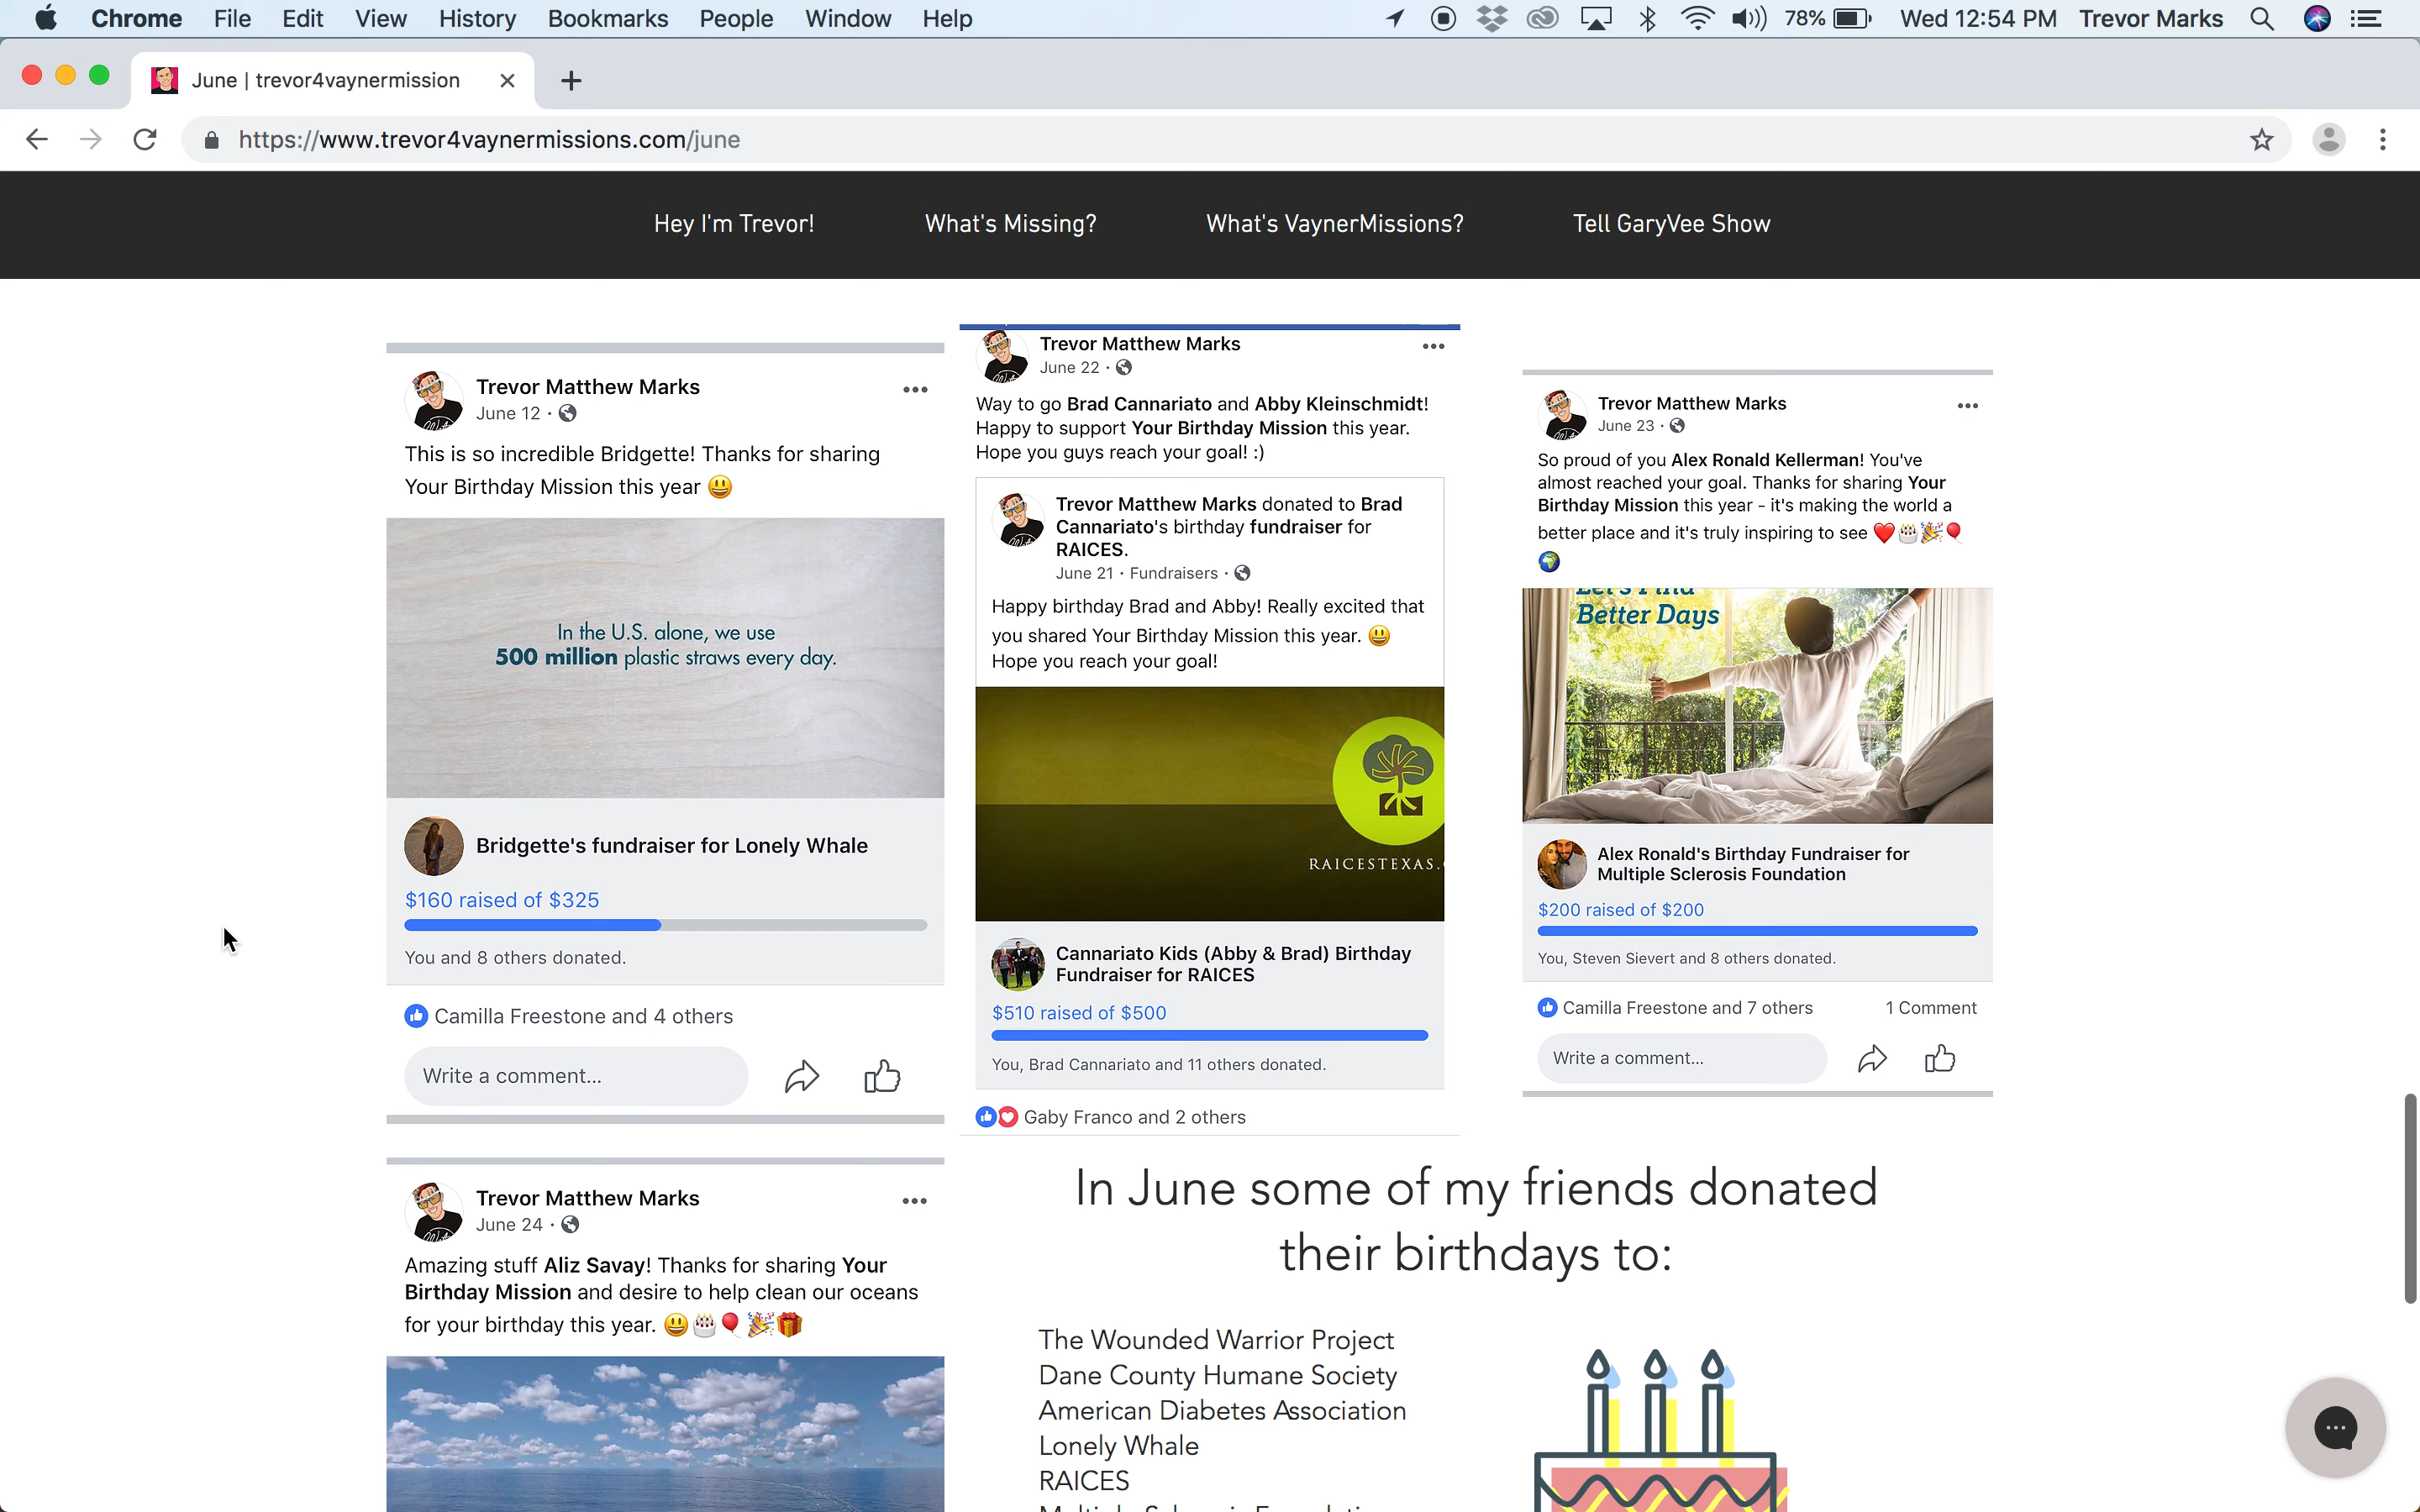 Chrome File Edit View History Bookmarks People Window Help 78% Wed 12:54 PM Trevor Marks
June | trevor4vaynermission
https://www.trevor4vaynermissions.com/june
Hey I'm Trevor! What's Missing? What's VaynerMissions? Tell GaryVee Show
Trevor Matthew Marks
June 12 ·
This is so incredible Bridgette! Thanks for sharing
Your Birthday Mission this year 😃
In the U.S. alone, we use
500 million plastic straws every day.
Bridgette's fundraiser for Lonely Whale
$160 raised of $325
You and 8 others donated.
Camilla Freestone and 4 others
Write a comment...
Trevor Matthew Marks
June 22 ·
Way to go Brad Cannariato and Abby Kleinschmidt!
Happy to support Your Birthday Mission this year.
Hope you guys reach your goal! :)
Trevor Matthew Marks donated to Brad
Cannariato's birthday fundraiser for
RAICES.
June 21 · Fundraisers ·
Happy birthday Brad and Abby! Really excited that
you shared Your Birthday Mission this year. 😃
Hope you reach your goal!
RAICESTEXAS.
Cannariato Kids (Abby & Brad) Birthday
Fundraiser for RAICES
$510 raised of $500
You, Brad Cannariato and 11 others donated.
Gaby Franco and 2 others
Trevor Matthew Marks
June 23 ·
So proud of you Alex Ronald Kellerman! You've
almost reached your goal. Thanks for sharing Your
Birthday Mission this year - it's making the world a
better place and it's truly inspiring to see ❤️🎂🎉🎈
🌍
Let's Find
Better Days
Alex Ronald's Birthday Fundraiser for
Multiple Sclerosis Foundation
$200 raised of $200
You, Steven Sievert and 8 others donated.
Camilla Freestone and 7 others 1 Comment
Write a comment...
Trevor Matthew Marks
June 24 ·
Amazing stuff Aliz Savay! Thanks for sharing Your
Birthday Mission and desire to help clean our oceans
for your birthday this year. 😃🎂🎈🎉🎁
In June some of my friends donated
their birthdays to:
The Wounded Warrior Project
Dane County Humane Society
American Diabetes Association
Lonely Whale
RAICES